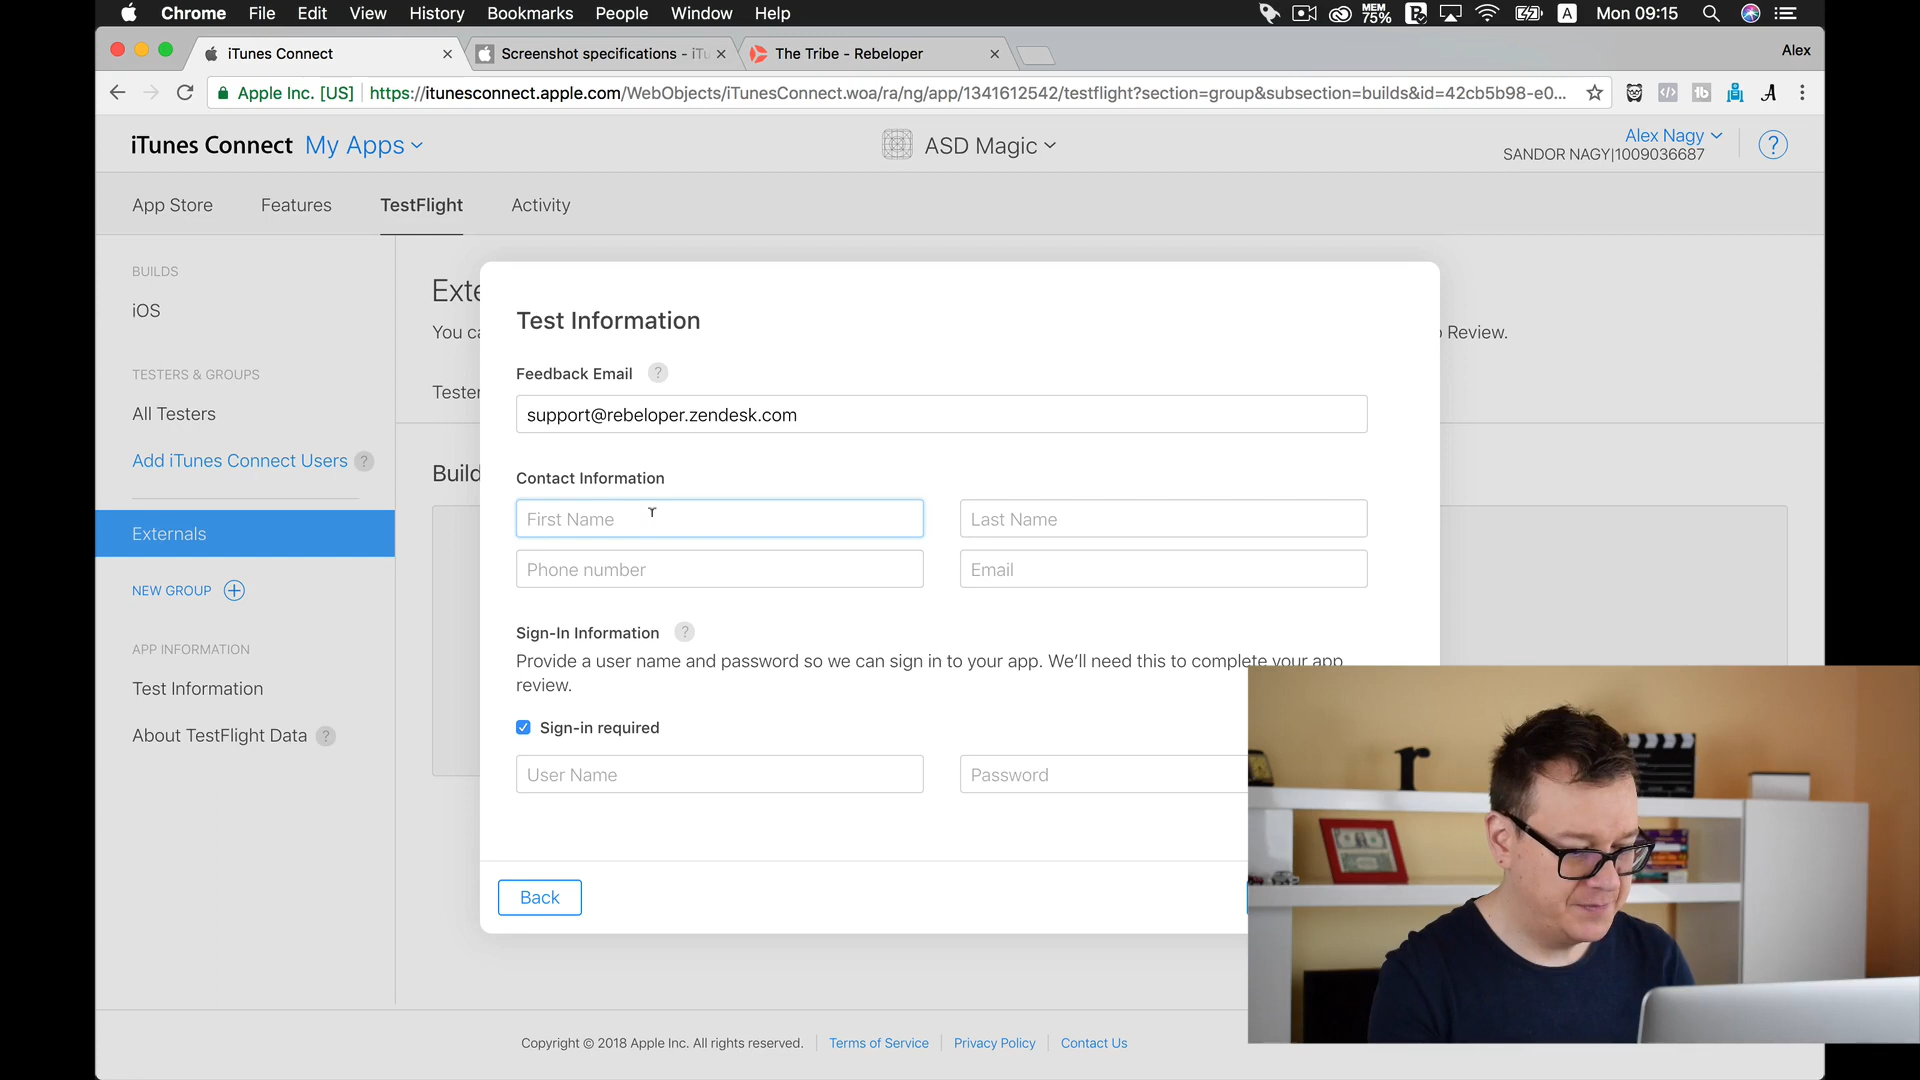 Chrome File Edit View History Bookmarks People Window Help MEM 75% A Mon 09:15
iTunes Connect × Screenshot specifications - iTu × The Tribe - Rebeloper × Alex
Apple Inc. [US] https://itunesconnect.apple.com/WebObjects/iTunesConnect.woa/ra/ng/app/1341612542/testflight?section=group&subsection=builds&id=42cb5b98-e0...
iTunes Connect My Apps ASD Magic Alex Nagy ?
SANDOR NAGY|1009036687
App Store Features TestFlight Activity
BUILDS
iOS
TESTERS & GROUPS
All Testers
Add iTunes Connect Users ?
Externals
NEW GROUP
APP INFORMATION
Test Information
About TestFlight Data ?
Exte
You ca
Review.
Tester
Build
Test Information
Feedback Email ?
support@rebeloper.zendesk.com
Contact Information
First Name Last Name
Phone number Email
Sign-In Information ?
Provide a user name and password so we can sign in to your app. We'll need this to complete your app
review.
Sign-in required
User Name Password
Back
Copyright © 2018 Apple Inc. All rights reserved. Terms of Service Privacy Policy Contact Us